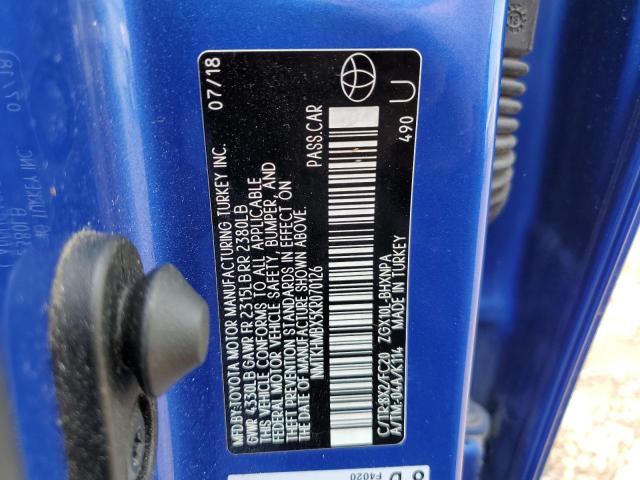 MFD.BY:TOYOTA MOTOR MANUFACTURING TURKEY INC. 07/18
GVWR 4330LB GAWR FR 2315LB RR 2380LB
THIS VEHICLE CONFORMS TO ALL APPLICABLE
FEDERAL MOTOR VEHICLE SAFETY, BUMPER, AND
THEFT PREVENTION STANDARDS IN EFFECT ON
THE DATE OF MANUFACTURE SHOWN ABOVE.
NMTKHMBX5KR070126 PASS.CAR
C/TR:8X2/FC20 ZGX10L-BHXNPA
A/TM:-04A/K114 MADE IN TURKEY
490 U
F4020